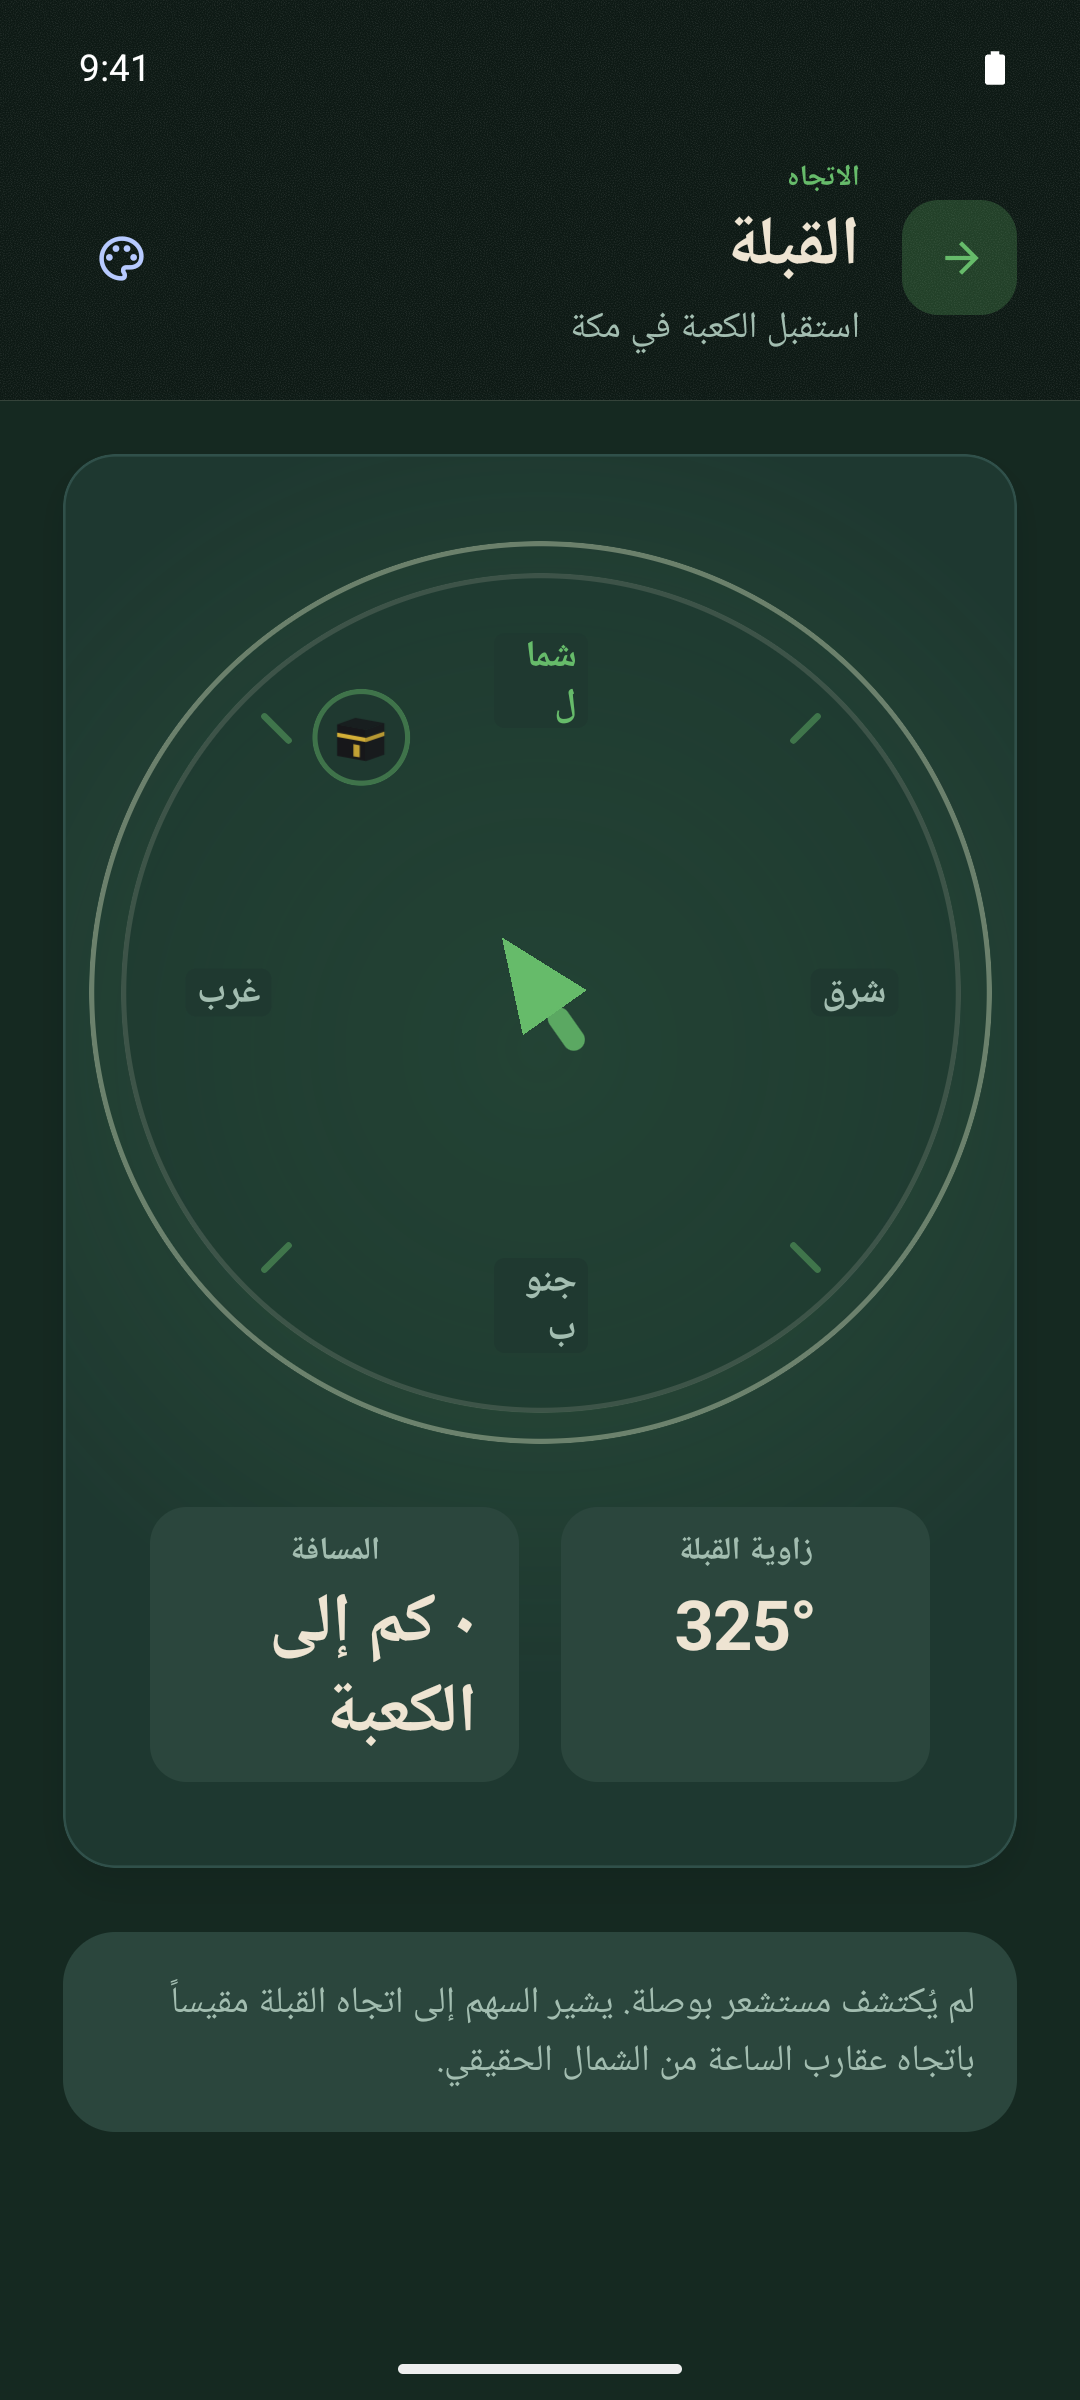 9:41
الاتجاه
القبلة
استقبل الكعبة في مكة
شما
ل
شرق
غرب
جنو
ب
زاوية القبلة
325°
المسافة
٠ كم إلى
الكعبة
لم يُكتشف مستشعر بوصلة. يشير السهم إلى اتجاه القبلة مقيساً
باتجاه عقارب الساعة من الشمال الحقيقي.